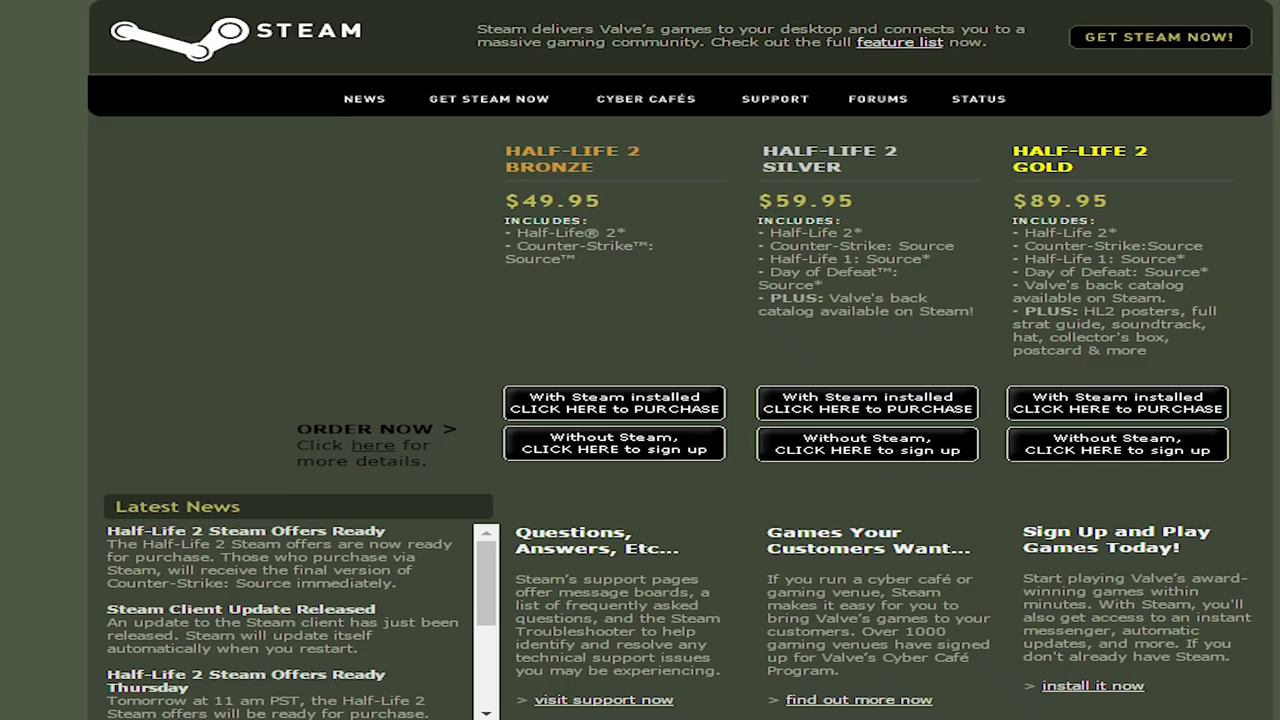 STEAM
Steam delivers Valve's games to your desktop and connects you to a
massive gaming community. Check out the full feature list now.
GET STEAM NOW!
NEWS
GET STEAM NOW
CYBER CAFÉS
SUPPORT
FORUMS
STATUS
HALF-LIFE 2
BRONZE
$49.95
INCLUDES:
- Half-Life® 2*
- Counter-Strike™:
Source™
With Steam installed
CLICK HERE to PURCHASE
Without Steam,
CLICK HERE to sign up
HALF-LIFE 2
SILVER
$59.95
INCLUDES:
- Half-Life 2*
- Counter-Strike: Source
- Half-Life 1: Source*
- Day of Defeat™:
Source*
- PLUS: Valve's back
catalog available on Steam!
With Steam installed
CLICK HERE to PURCHASE
Without Steam,
CLICK HERE to sign up
HALF-LIFE 2
GOLD
$89.95
INCLUDES:
- Half-Life 2*
- Counter-Strike:Source
- Half-Life 1: Source*
- Day of Defeat: Source*
- Valve's back catalog
available on Steam.
- PLUS: HL2 posters, full
strat guide, soundtrack,
hat, collector's box,
postcard & more
With Steam installed
CLICK HERE to PURCHASE
Without Steam,
CLICK HERE to sign up
ORDER NOW >
Click here for
more details.
Latest News
Half-Life 2 Steam Offers Ready
The Half-Life 2 Steam offers are now ready
for purchase. Those who purchase via
Steam, will receive the final version of
Counter-Strike: Source immediately.
Steam Client Update Released
An update to the Steam client has just been
released. Steam will update itself
automatically when you restart.
Half-Life 2 Steam Offers Ready
Thursday
Tomorrow at 11 am PST, the Half-Life 2
Steam offers will be ready for purchase.
Questions,
Answers, Etc...
Steam's support pages
offer message boards, a
list of frequently asked
questions, and the Steam
Troubleshooter to help
identify and resolve any
technical support issues
you may be experiencing.
> visit support now
Games Your
Customers Want...
If you run a cyber café or
gaming venue, Steam
makes it easy for you to
bring Valve's games to your
customers. Over 1000
gaming venues have signed
up for Valve's Cyber Café
Program.
> find out more now
Sign Up and Play
Games Today!
Start playing Valve's award-
winning games within
minutes. With Steam, you'll
also get access to an instant
messenger, automatic
updates, and more. If you
don't already have Steam.
> install it now